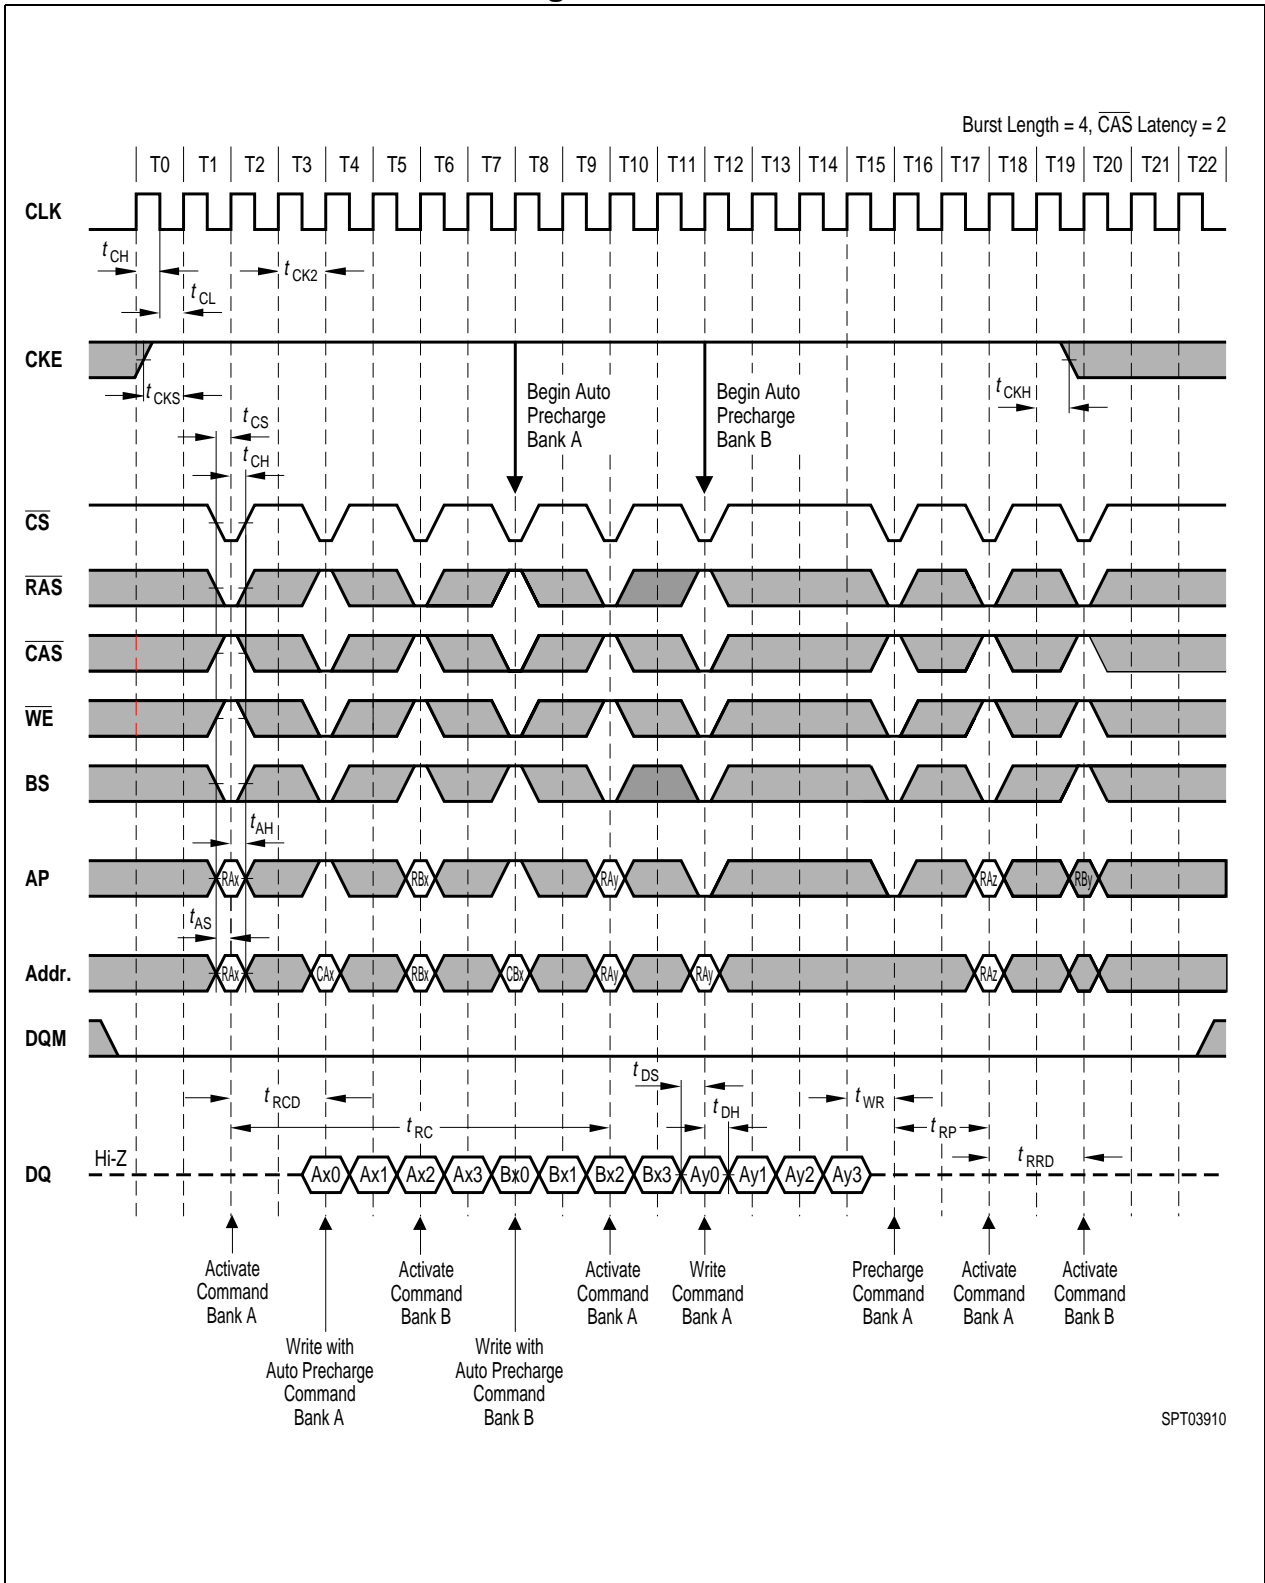 Burst Length = 4, CAS Latency = 2
T0 T1 T2 T3 T4 T5 T6 T7 T8 T9 T10 T11 T12 T13 T14 T15 T16 T17 T18 T19 T20 T21 T22
CLK
tCH
tCK2
tCL
CKE
tCKS
tCKH
Begin Auto
Precharge
Bank A
Begin Auto
Precharge
Bank B
tCS
tCH
CS
RAS
CAS
WE
BS
tAH
AP
RAx RBx RAy RAz RBy
tAS
Addr.
RAx CAx RBx CBx RAy RAy RAz
DQM
tDS
tRCD
tDH
tWR
tRC
tRP
tRRD
Hi-Z
DQ
Ax0 Ax1 Ax2 Ax3 Bx0 Bx1 Bx2 Bx3 Ay0 Ay1 Ay2 Ay3
Activate
Command
Bank A
Activate
Command
Bank B
Activate
Command
Bank A
Write
Command
Bank A
Precharge
Command
Bank A
Activate
Command
Bank A
Activate
Command
Bank B
Write with
Auto Precharge
Command
Bank A
Write with
Auto Precharge
Command
Bank B
SPT03910